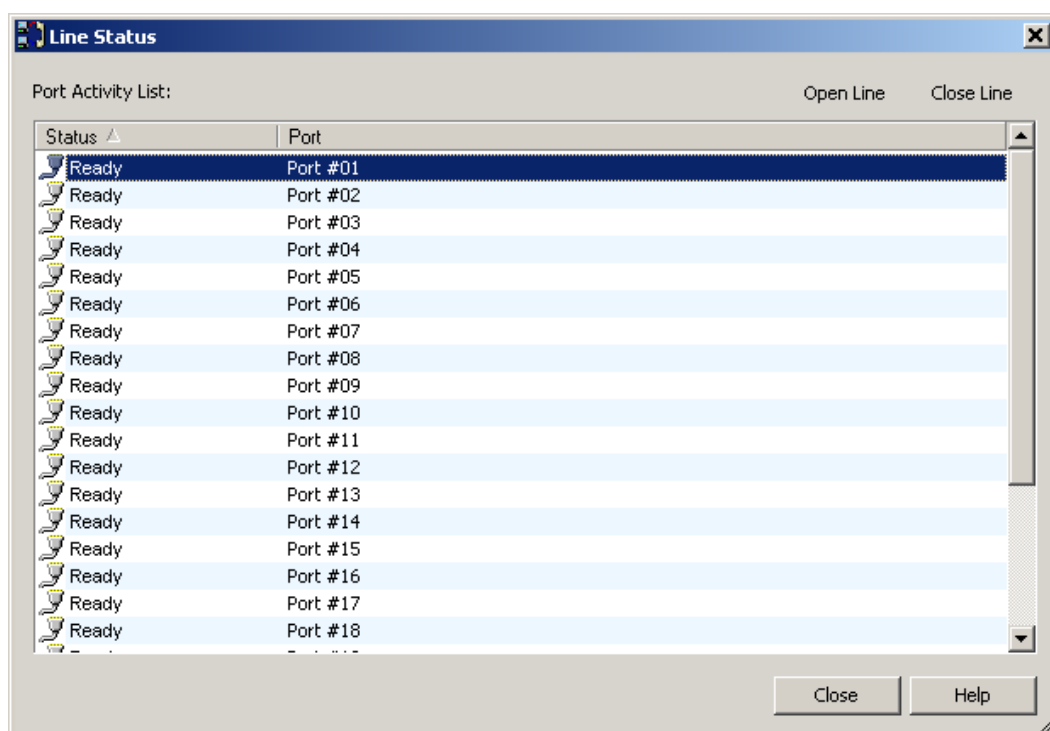 Line Status
Port Activity List: Open Line Close Line
Status Port
Ready Port #01
Ready Port #02
Ready Port #03
Ready Port #04
Ready Port #05
Ready Port #06
Ready Port #07
Ready Port #08
Ready Port #09
Ready Port #10
Ready Port #11
Ready Port #12
Ready Port #13
Ready Port #14
Ready Port #15
Ready Port #16
Ready Port #17
Ready Port #18
Close Help